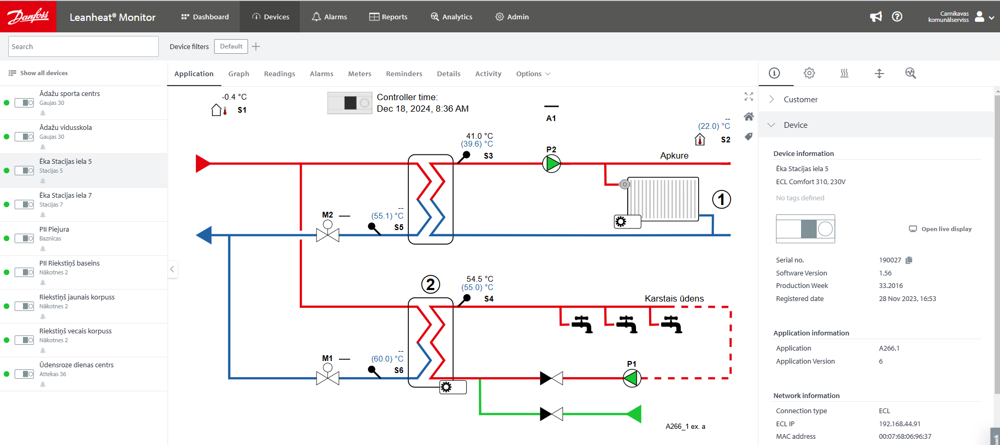 Danfoss
Leanheat® Monitor
Dashboard
Devices
Alarms
Reports
Analytics
Admin
Carnikavas
komunālserviss
Search
Device filters
Default
Show all devices
Ādažu sporta centrs
Gaujas 30
Ādažu vidusskola
Gaujas 30
Ēka Stacijas iela 5
Stacijas 5
Ēka Stacijas iela 7
Stacijas 7
PII Piejura
Baznīcas
PII Riekstiņš baseins
Nākotnes 2
Riekstiņš jaunais korpuss
Nākotnes 2
Riekstiņš vecais korpuss
Nākotnes 2
Ūdensroze dienas centrs
Attekas 36
Application
Graph
Readings
Alarms
Meters
Reminders
Details
Activity
Options
-0.4 °C
S1
Controller time:
Dec 18, 2024, 8:36 AM
A1
--
(22.0) °C
S2
41.0 °C
(39.6) °C
S3
P2
Apkure
1
M2
--
(55.1) °C
S5
2
54.5 °C
(55.0) °C
S4
Karstais ūdens
M1
--
(60.0) °C
S6
P1
A266_1 ex. a
Customer
Device
Device information
Ēka Stacijas iela 5
ECL Comfort 310, 230V
No tags defined
Open live display
Serial no. 190027
Software Version 1.56
Production Week 33.2016
Registered date 28 Nov 2023, 16:53
Application information
Application A266.1
Application Version 6
Network information
Connection type ECL
ECL IP 192.168.44.91
MAC address 00:07:68:06:96:37